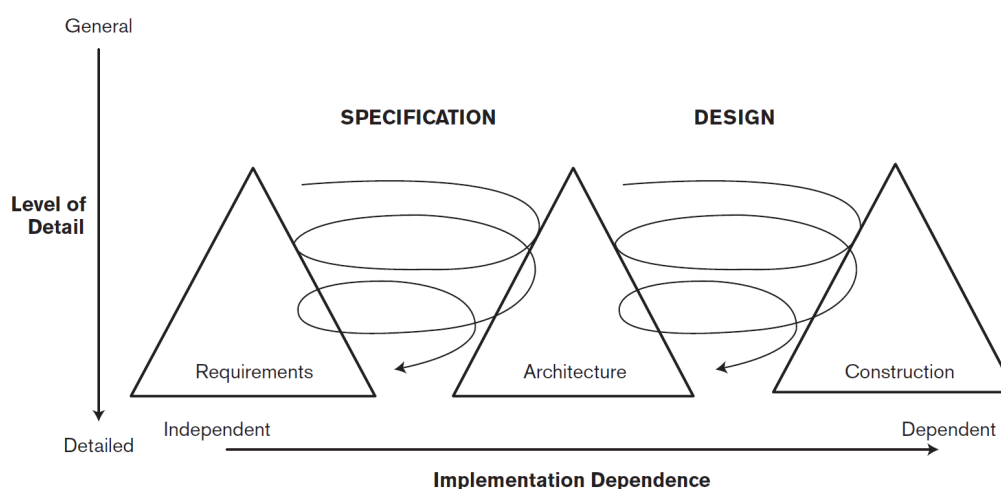 General
SPECIFICATION
DESIGN
Level of
Detail
Requirements
Architecture
Construction
Independent
Dependent
Detailed
Implementation Dependence